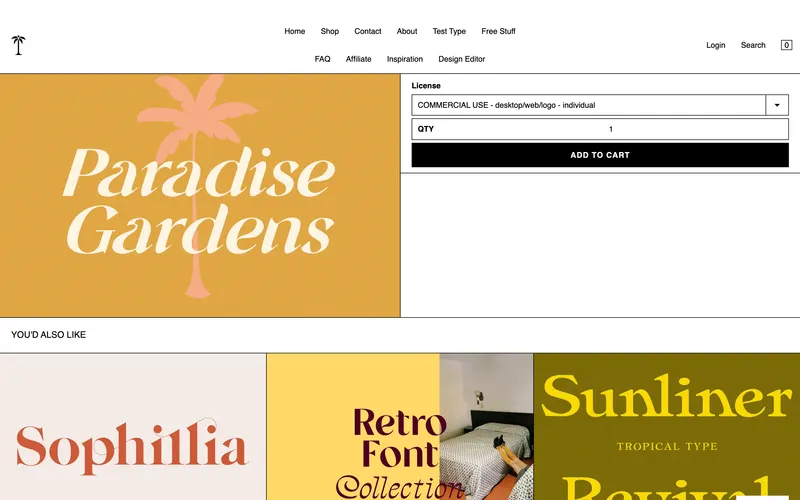 Home Shop Contact About Test Type Free Stuff
FAQ Affiliate Inspiration Design Editor
Login Search 0
Paradise
Gardens
License
COMMERCIAL USE - desktop/web/logo - individual
QTY 1
ADD TO CART
YOU'D ALSO LIKE
Sophillia
Retro
Font
Collection
Sunliner
TROPICAL TYPE
Revival